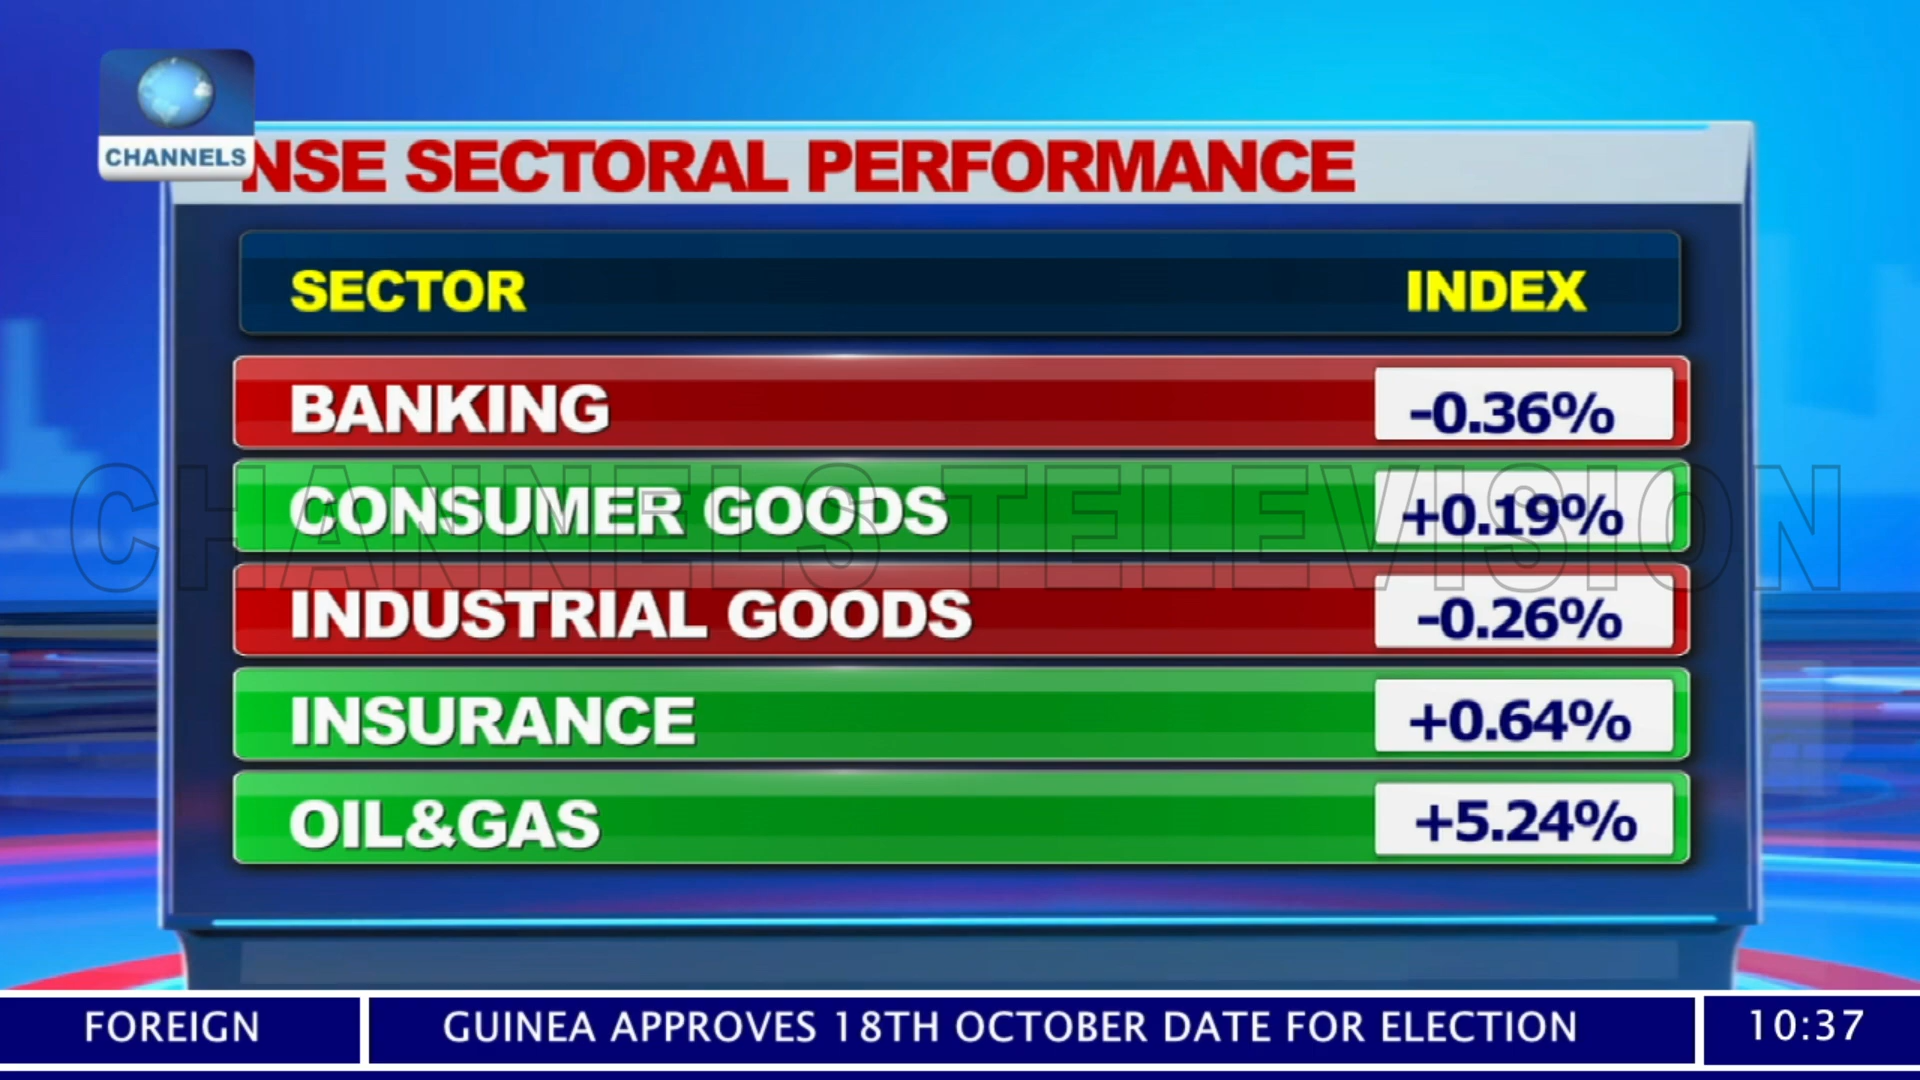 CHANNELS
NSE SECTORAL PERFORMANCE
SECTOR INDEX
BANKING -0.36%
CONSUMER GOODS +0.19%
CHANNELS TELEVISION
INDUSTRIAL GOODS -0.26%
INSURANCE +0.64%
OIL&GAS +5.24%
FOREIGN GUINEA APPROVES 18TH OCTOBER DATE FOR ELECTION 10:37